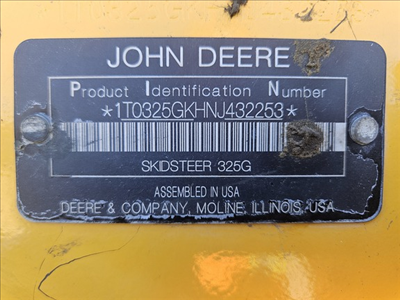 JOHN DEERE
Product Identification Number
*1T0325GKHNJ432253*
SKIDSTEER 325G
ASSEMBLED IN USA
DEERE & COMPANY, MOLINE, ILLINOIS, USA